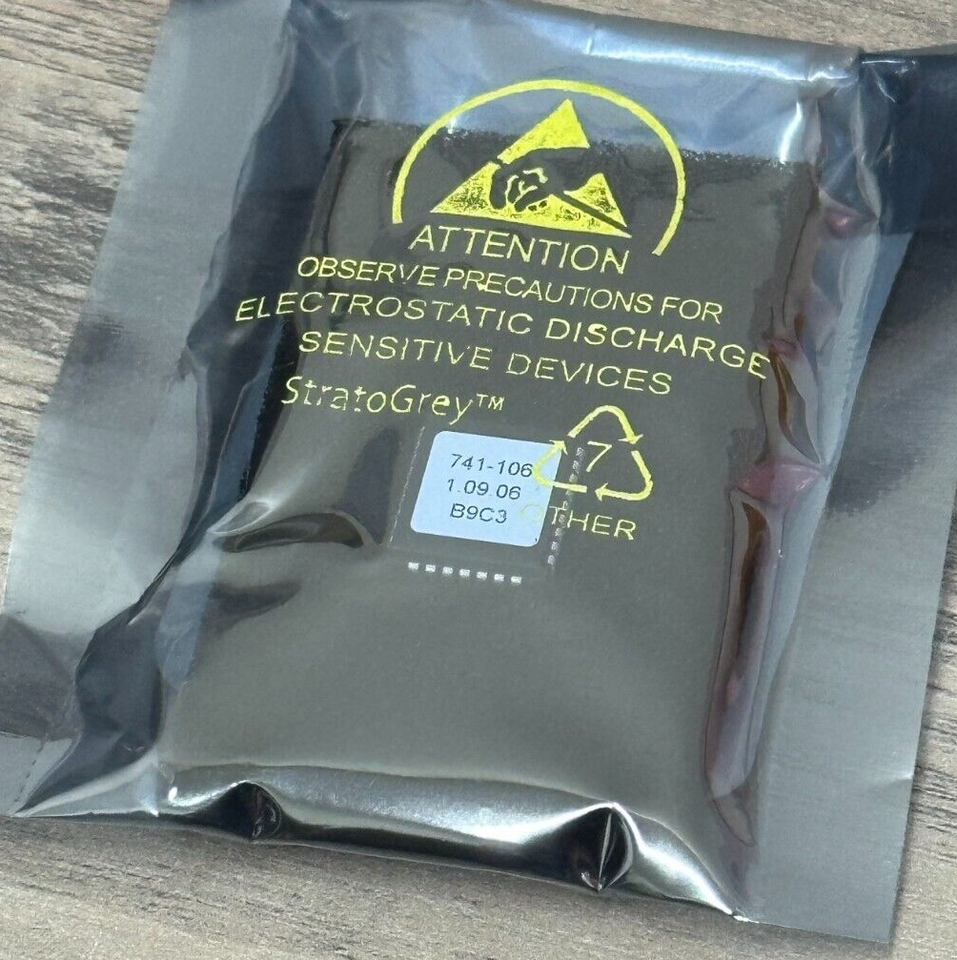 ATTENTION
OBSERVE PRECAUTIONS FOR
ELECTROSTATIC DISCHARGE
SENSITIVE DEVICES
StratoGrey™
7
741-106
1.09.06
B9C3
OTHER